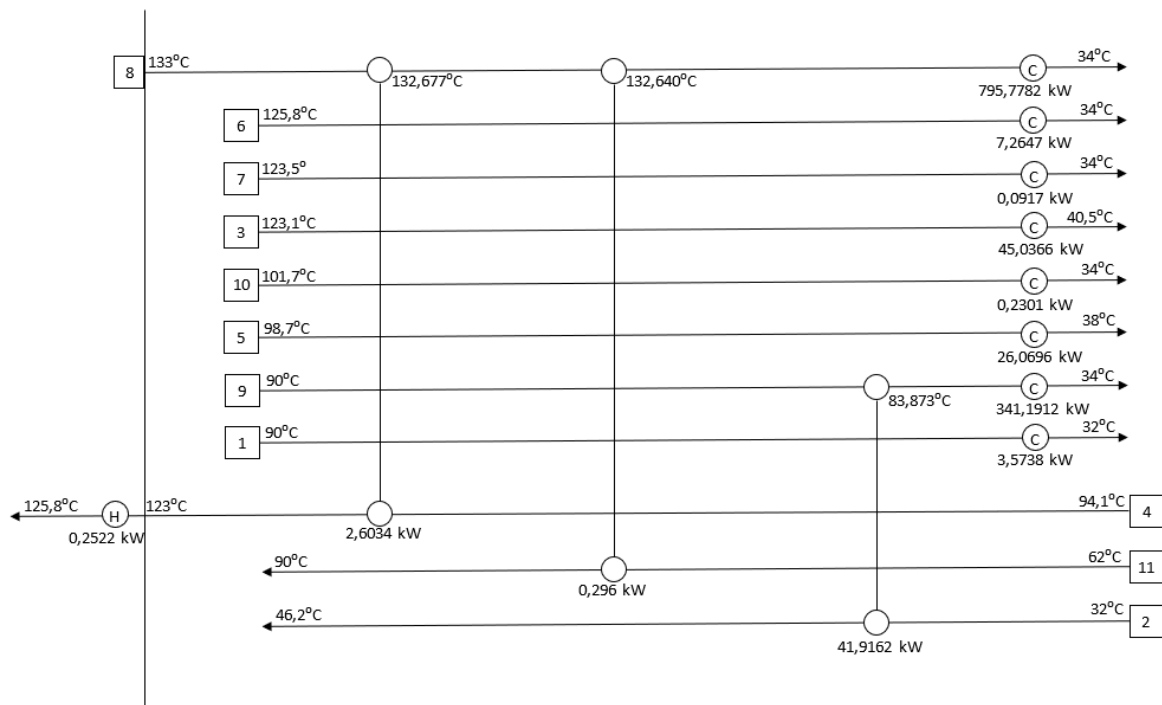 8 133°C 132,677°C 132,640°C C 34°C
795,7782 kW
6 125,8°C C 34°C
7,2647 kW
7 123,5° C 34°C
0,0917 kW
3 123,1°C C 40,5°C
45,0366 kW
10 101,7°C C 34°C
0,2301 kW
5 98,7°C C 38°C
26,0696 kW
9 90°C 83,873°C C 34°C
341,1912 kW
1 90°C C 32°C
3,5738 kW
125,8°C H 123°C 94,1°C 4
0,2522 kW 2,6034 kW
90°C 62°C 11
0,296 kW
46,2°C 32°C 2
41,9162 kW